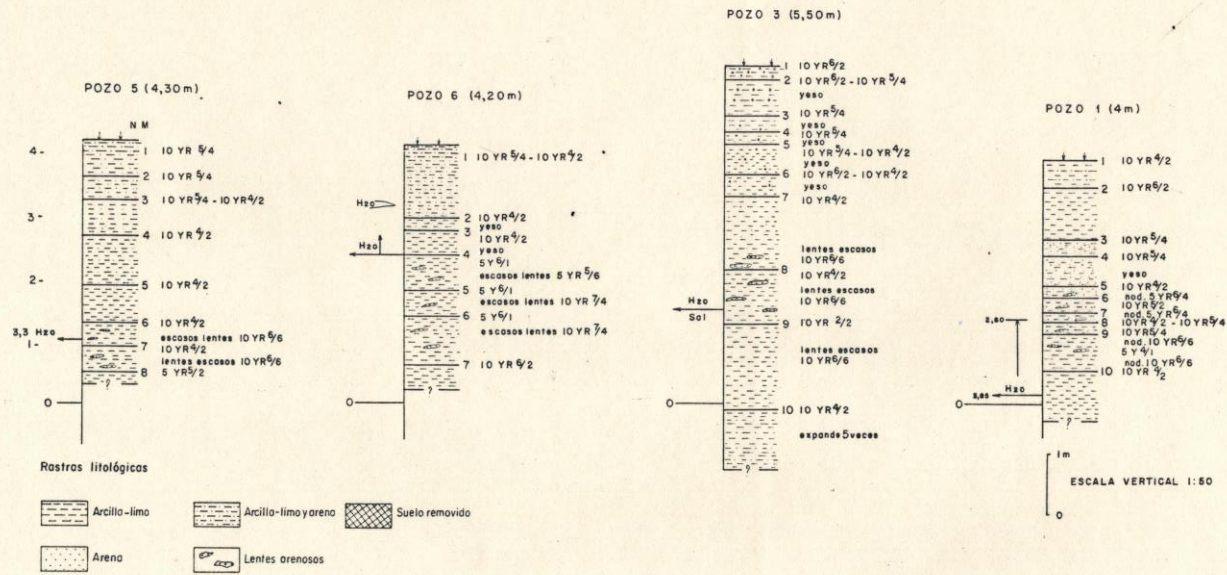 POZO 5 (4,30m)
N M
4 -
3 -
2 -
1 -
0
3,3 H20
1 10 YR 5/4
2 10 YR 5/4
3 10 YR 5/4 - 10 YR 4/2
4 10 YR 4/2
5 10 YR 4/2
6 10 YR 4/2
escasos lentes 10 YR 6/6
7 10 YR 4/2
lentes escasos 10 YR 6/6
8 5 YR 5/2
?
POZO 6 (4,20m)
H20
H20
0
1 10 YR 5/4 - 10 YR 4/2
2 10 YR 4/2
yeso
3 10 YR 4/2
yeso
4 5 Y 6/1
escasos lentes 5 YR 5/6
5 5 Y 6/1
escasos lentes 10 YR 7/4
6 5 Y 6/1
escasos lentes 10 YR 7/4
7 10 YR 6/2
?
POZO 3 (5,50m)
H20
Sal
0
1 10 YR 6/2
2 10 YR 6/2 - 10 YR 5/4
yeso
3 10 YR 5/4
yeso
4 10 YR 5/4
yeso
5 10 YR 5/4 - 10 YR 4/2
yeso
6 10 YR 6/2 - 10 YR 4/2
yeso
7 10 YR 4/2
lentes escasos
10 YR 6/6
8 10 YR 4/2
lentes escasos
10 YR 6/6
9 10 YR 2/2
lentes escasos
10 YR 6/6
10 10 YR 4/2
expande 5 veces
?
POZO 1 (4m)
2,60
H20
0
1 10 YR 4/2
2 10 YR 6/2
3 10 YR 5/4
4 10 YR 5/4
yeso
5 10 YR 4/2
nod. 5 YR 6/4
6 10 YR 5/2
nod. 5 YR 6/4
7
8 10 YR 4/2 - 10 YR 5/4
9 10 YR 5/4
nod. 10 YR 6/6
5 Y 4/1
nod. 10 YR 6/6
10 10 YR 4/2
?
1m
ESCALA VERTICAL 1:50
0
Rastros litológicos
Arcilla-limo
Arcilla-limo y arena
Suelo removido
Arena
Lentes arenosos